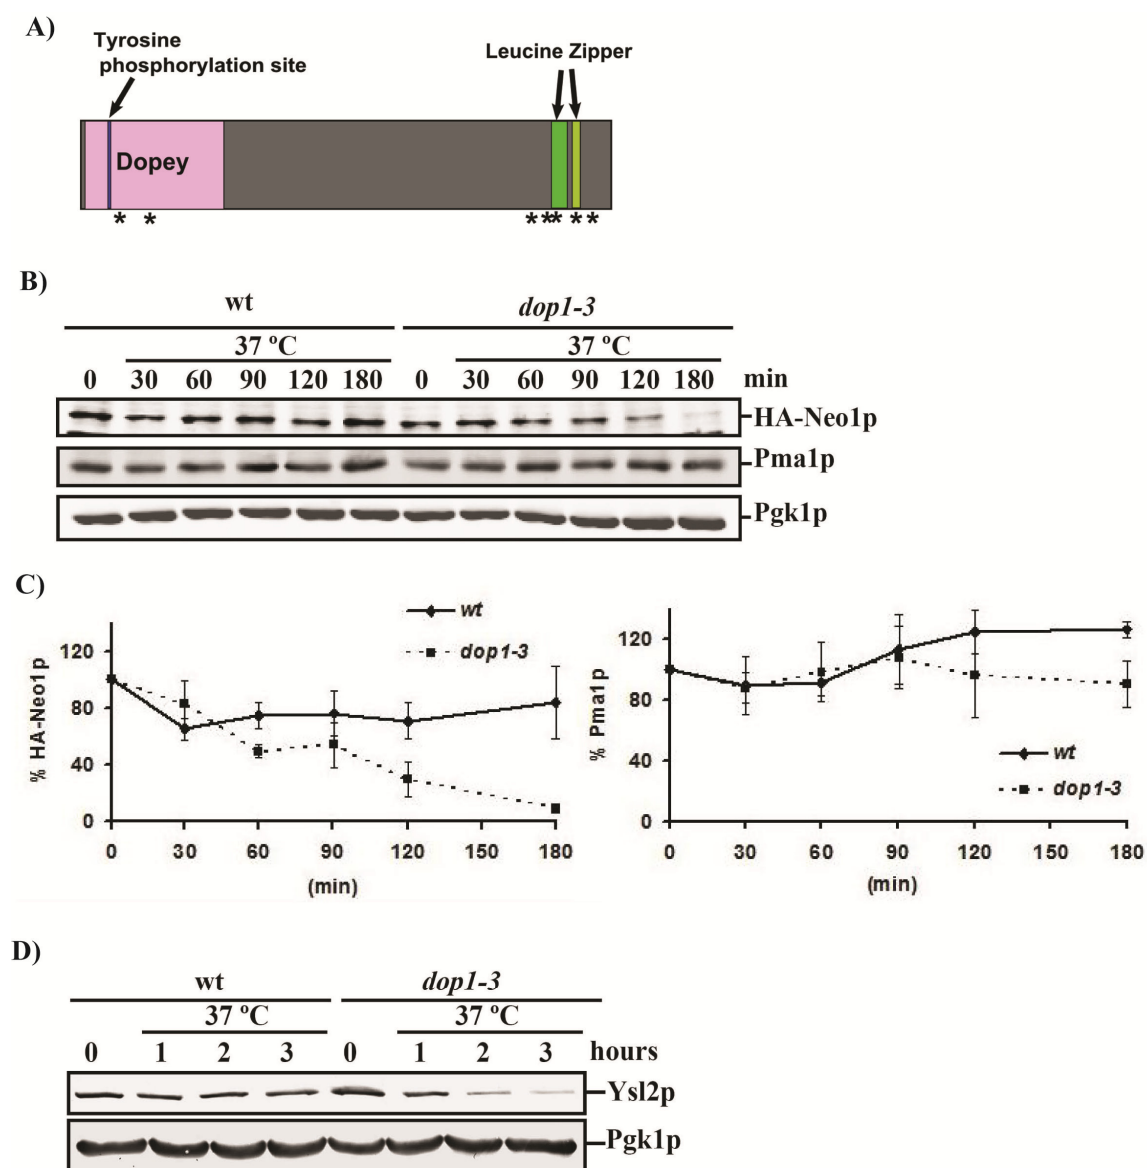 A)
Tyrosine
phosphorylation site
Leucine Zipper
Dopey
* * * ** * *
B)
wt dop1-3
37 ºC 37 ºC
0 30 60 90 120 180 0 30 60 90 120 180 min
HA-Neo1p
Pma1p
Pgk1p
C)
wt
dop1-3
% HA-Neo1p
120
80
40
0
0 30 60 90 120 150 180
(min)
% Pma1p
120
80
40
0
wt
dop1-3
0 30 60 90 120 150 180
(min)
D)
wt dop1-3
37 ºC 37 ºC
0 1 2 3 0 1 2 3 hours
Ysl2p
Pgk1p